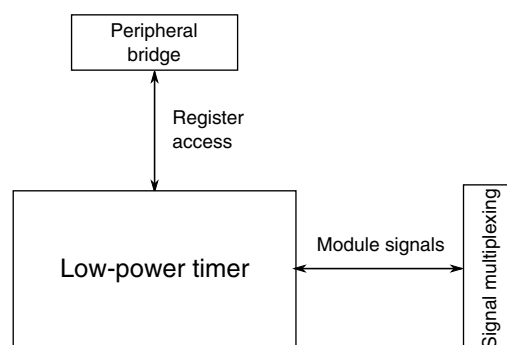 Peripheral
bridge
Register
access
Low-power timer
Module signals
Signal multiplexing